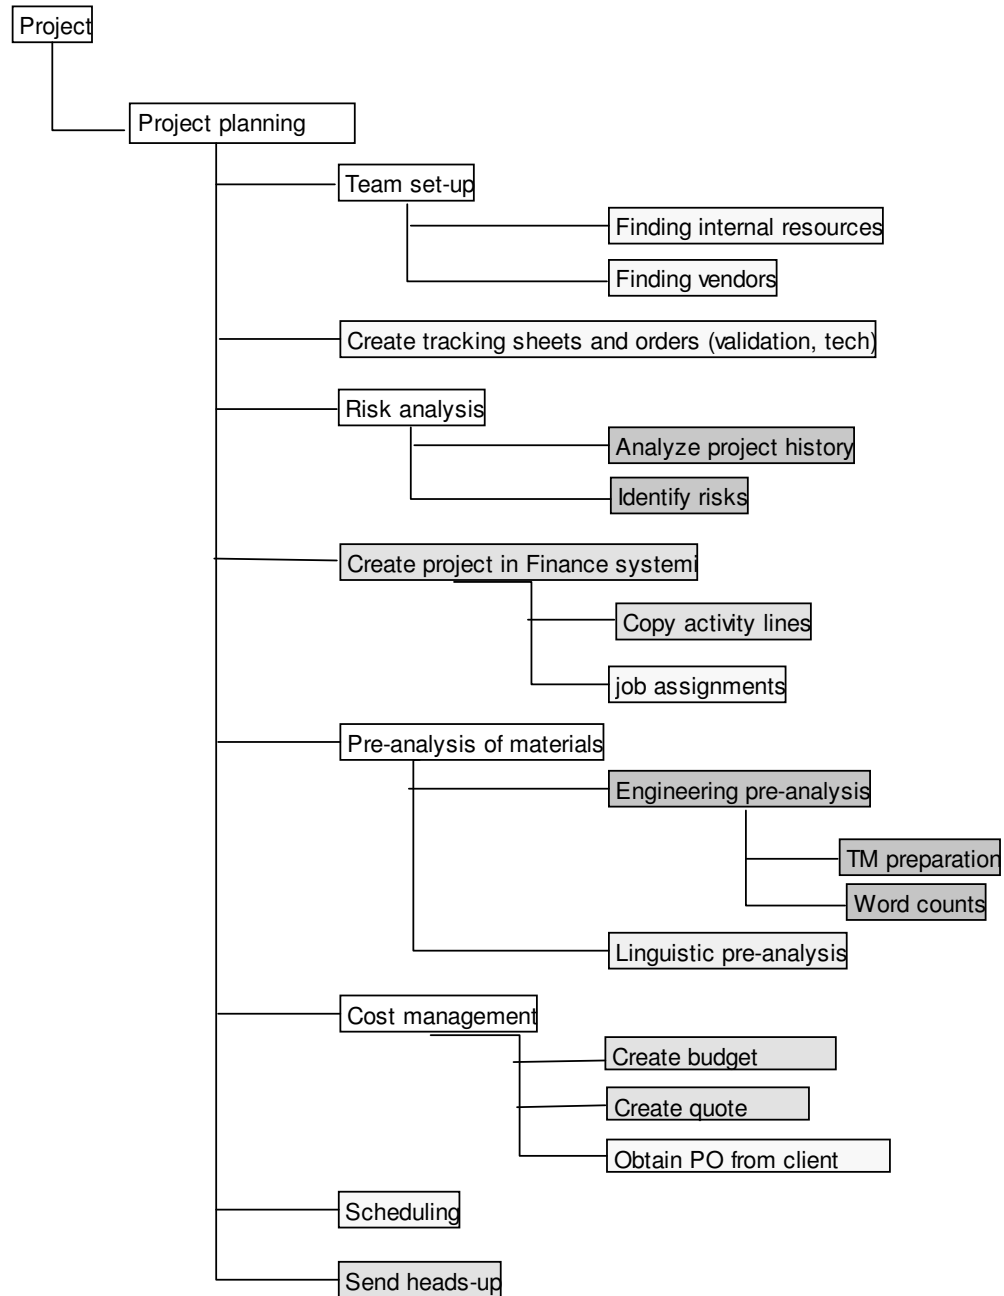 Project
Project planning
Team set-up
Finding internal resources
Finding vendors
Create tracking sheets and orders (validation, tech)
Risk analysis
Analyze project history
Identify risks
Create project in Finance systemi
Copy activity lines
job assignments
Pre-analysis of materials
Engineering pre-analysis
TM preparation
Word counts
Linguistic pre-analysis
Cost management
Create budget
Create quote
Obtain PO from client
Scheduling
Send heads-up